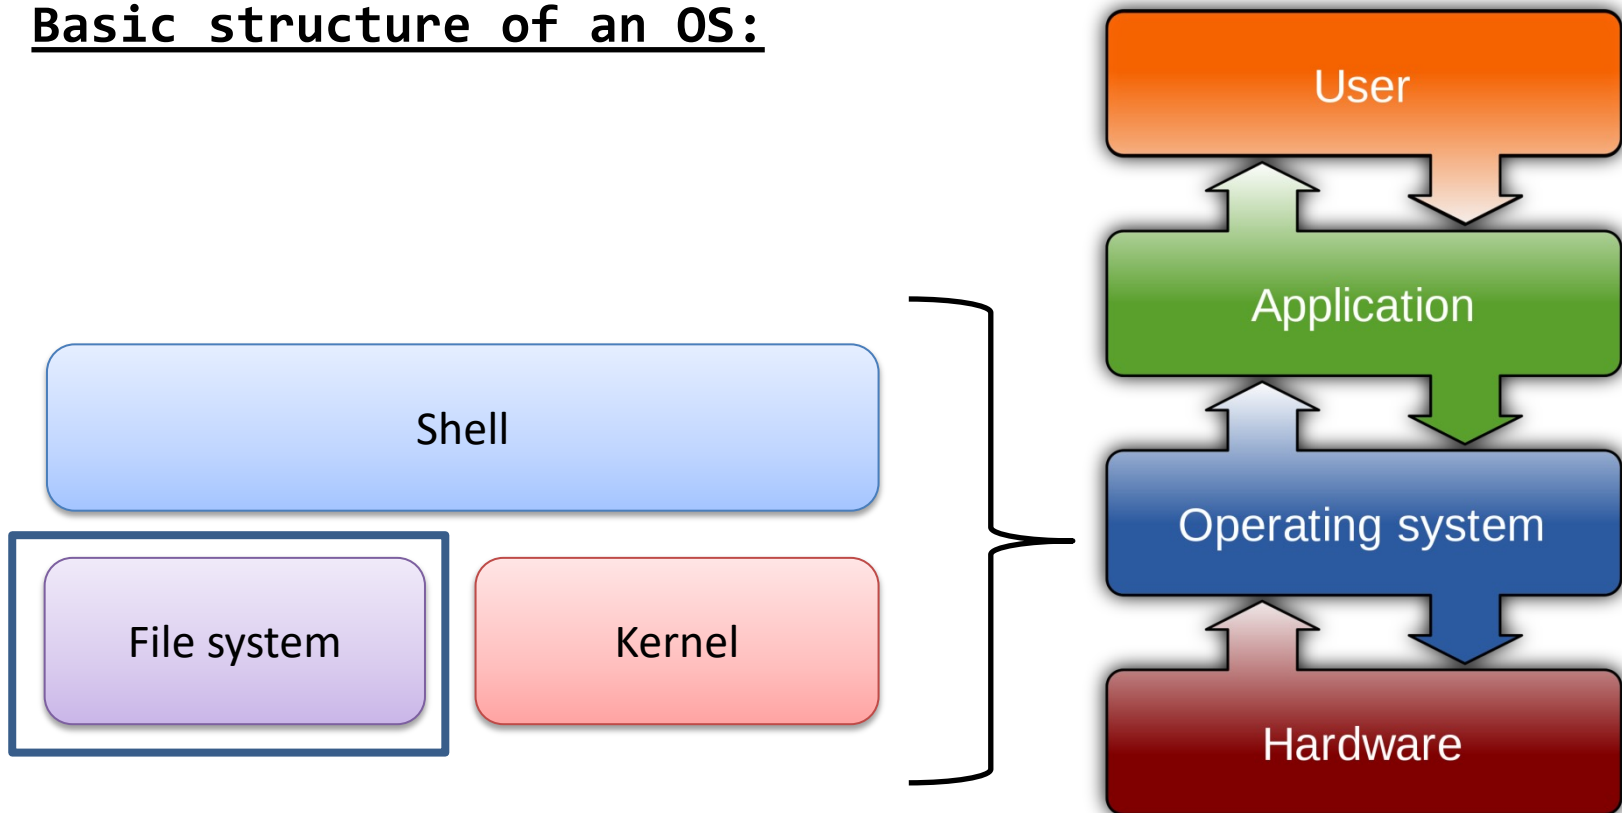 Basic structure of an OS:
User
Application
Shell
Operating system
File system
Kernel
Hardware